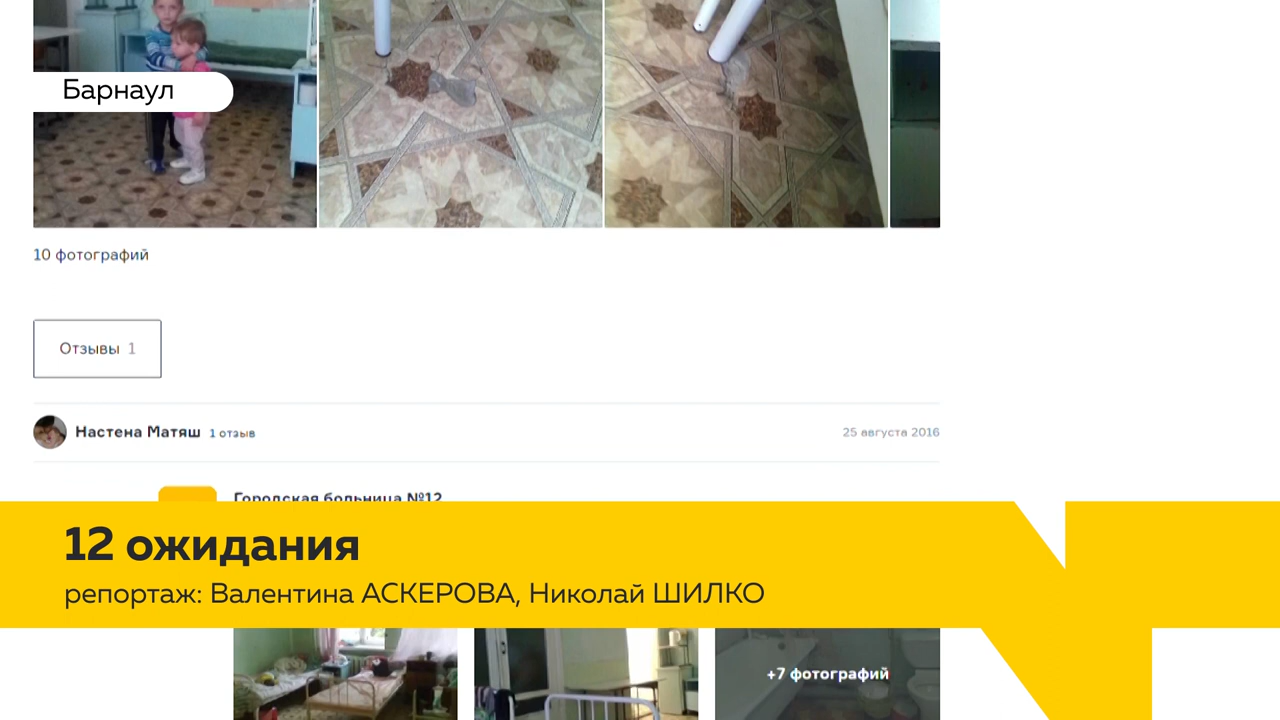 Барнаул
10 фотографий
Отзывы 1
Настена Матяш 1 отзыв
25 августа 2016
Городская больница №12
12 ожидания
репортаж: Валентина АСКЕРОВА, Николай ШИЛКО
+7 фотографий